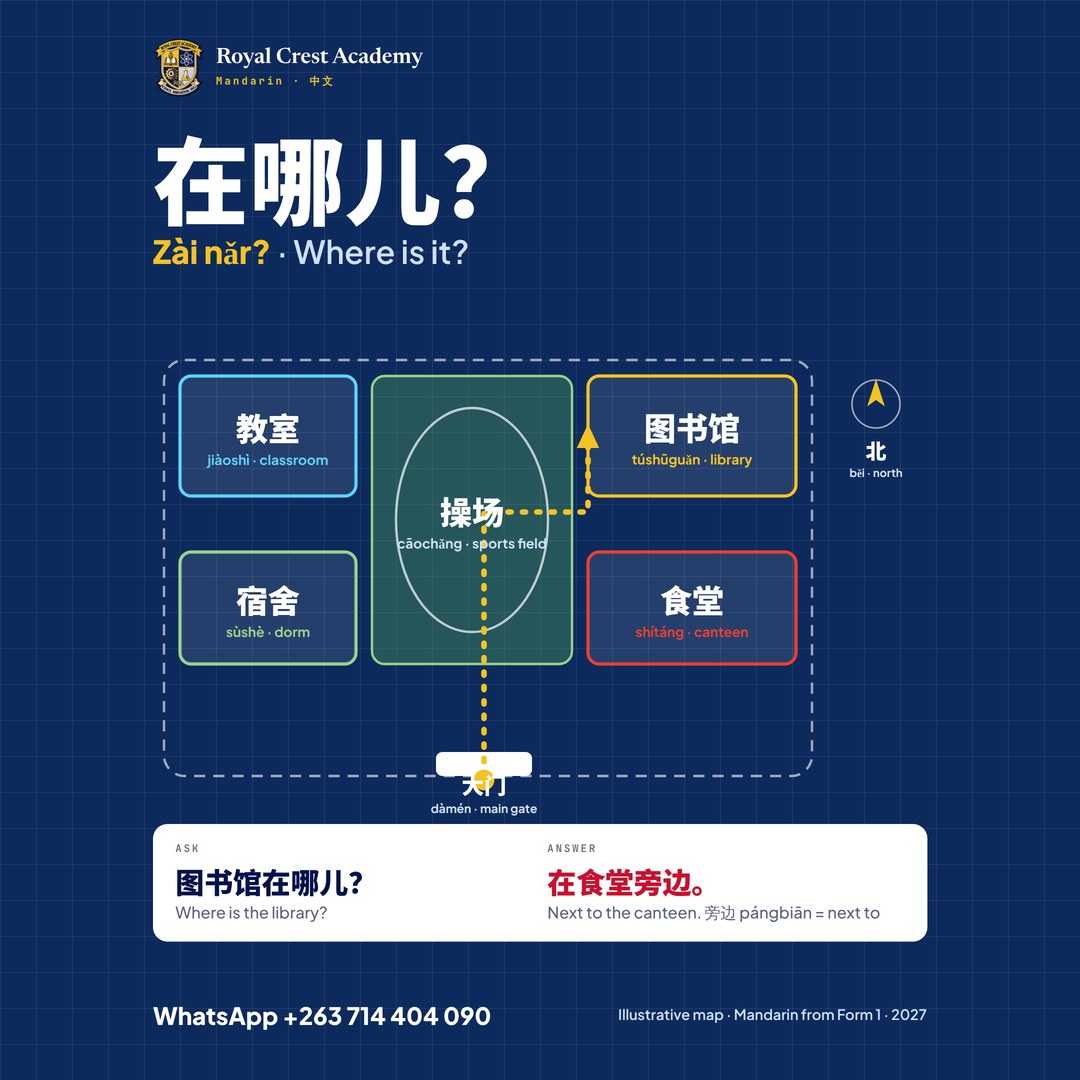 Royal Crest Academy
Mandarin · 中文
在哪儿?
Zài nǎr? · Where is it?
教室
jiàoshì · classroom
操场
cāochǎng · sports field
图书馆
túshūguǎn · library
北
běi · north
宿舍
sùshè · dorm
食堂
shítáng · canteen
大门
dàmén · main gate
ASK
图书馆在哪儿?
Where is the library?
ANSWER
在食堂旁边。
Next to the canteen. 旁边 pángbiān = next to
WhatsApp +263 714 404 090
Illustrative map · Mandarin from Form 1 · 2027